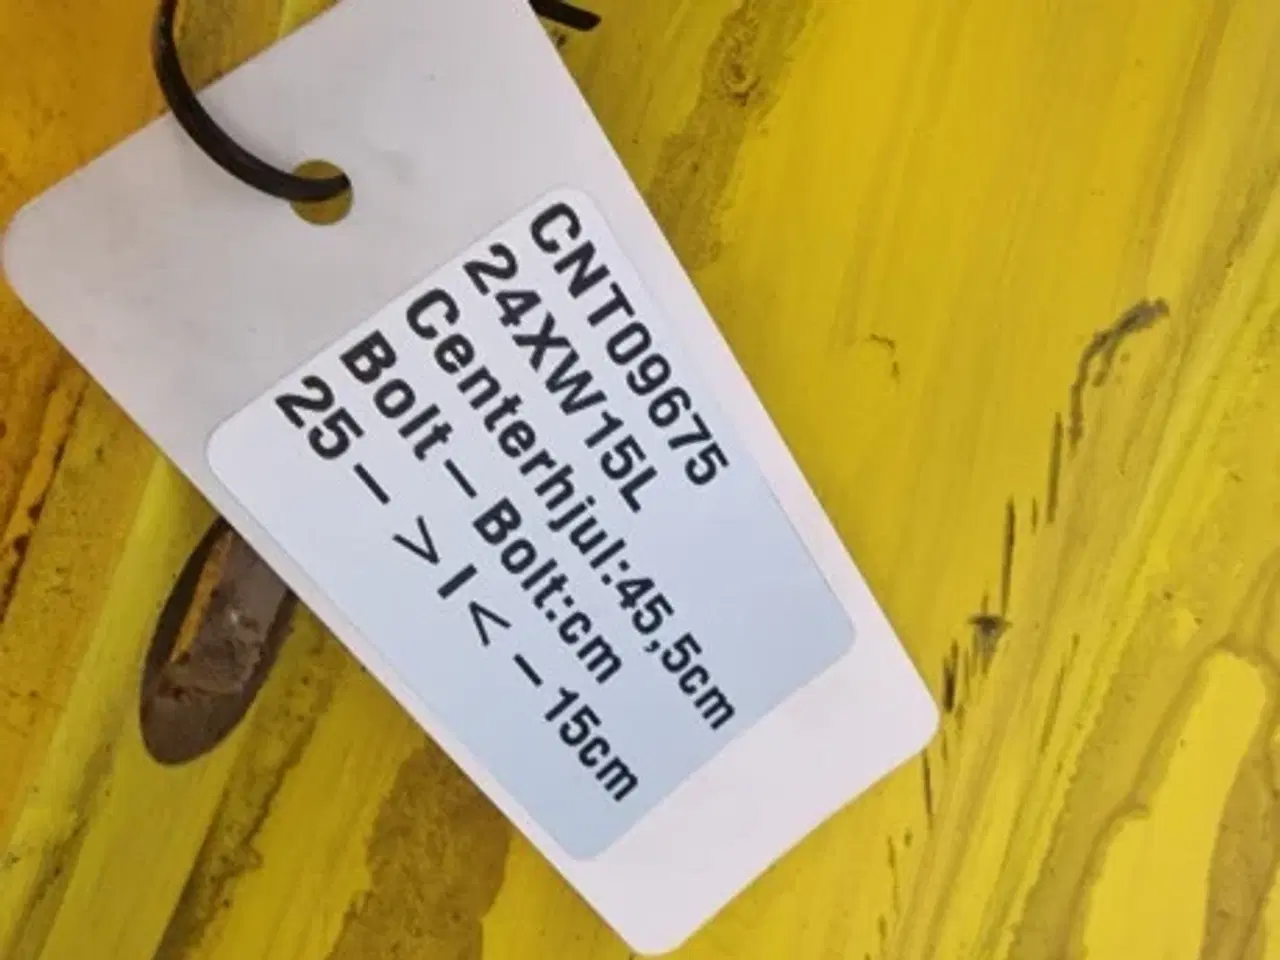 CNT09675
24XW15L
Centerhjul:45,5cm
Bolt – Bolt:cm
25 – > I < – 15cm